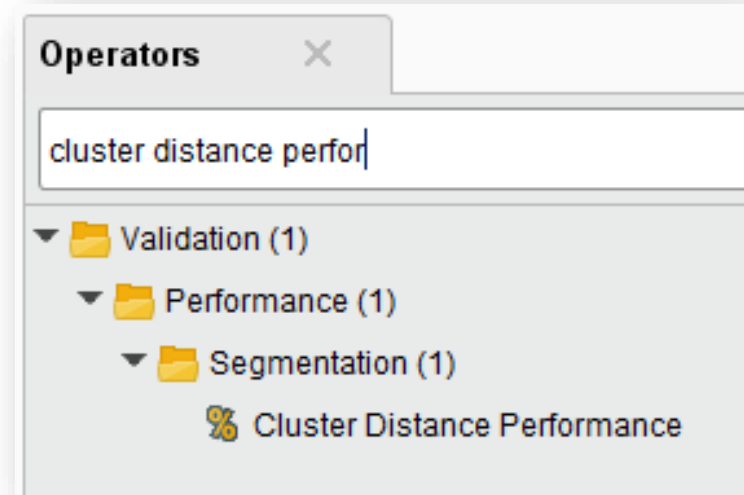 Operators
cluster distance perfor
Validation (1)
Performance (1)
Segmentation (1)
Cluster Distance Performance